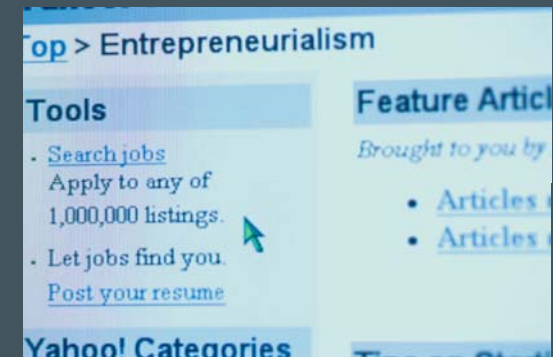 Top > Entrepreneurialism
Tools
Feature Articl
Search jobs
Brought to you by
Apply to any of
1,000,000 listings.
Articles
Articles
Let jobs find you.
Post your resume
Yahoo! Categories